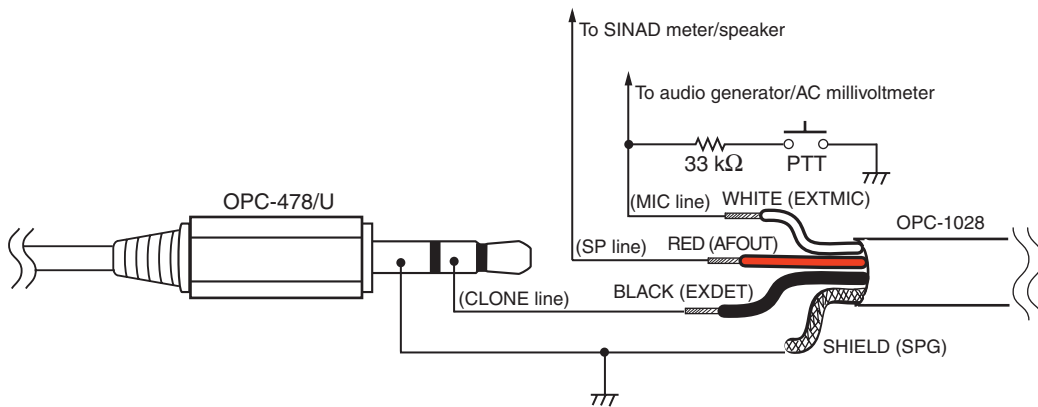 To SINAD meter/speaker
To audio generator/AC millivoltmeter
33 kΩ
PTT
OPC-478/U
(MIC line)
WHITE (EXTMIC)
OPC-1028
(SP line)
RED (AFOUT)
(CLONE line)
BLACK (EXDET)
SHIELD (SPG)